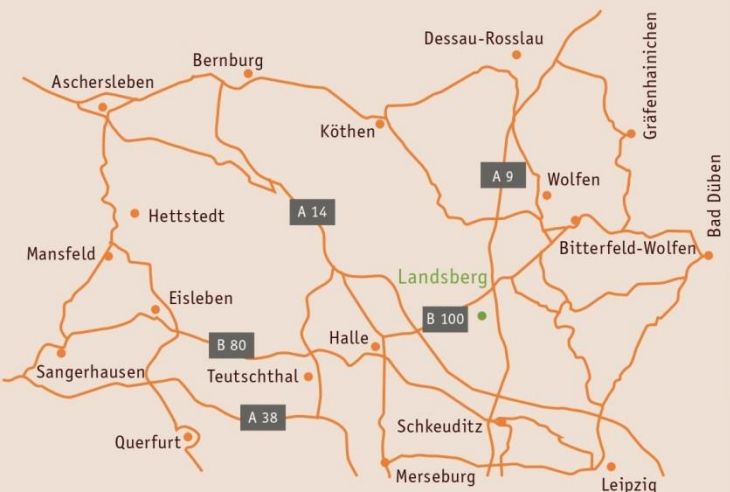 Dessau-Rosslau
Bernburg
Aschersleben
Gräfenhainichen
Köthen
A 9
Wolfen
Bad Düben
A 14
Hettstedt
Mansfeld
Bitterfeld-Wolfen
Landsberg
Eisleben
B 100
B 80
Halle
Sangerhausen
Teutschthal
A 38
Schkeuditz
Querfurt
Merseburg
Leipzig